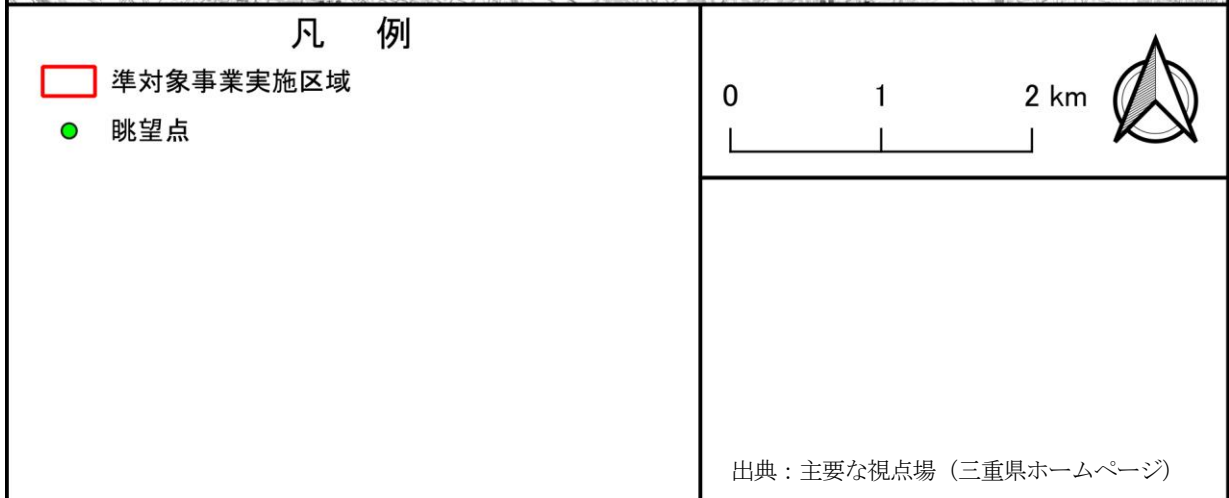 凡 例
準対象事業実施区域
眺望点
0 1 2 km
出典：主要な視点場（三重県ホームページ）